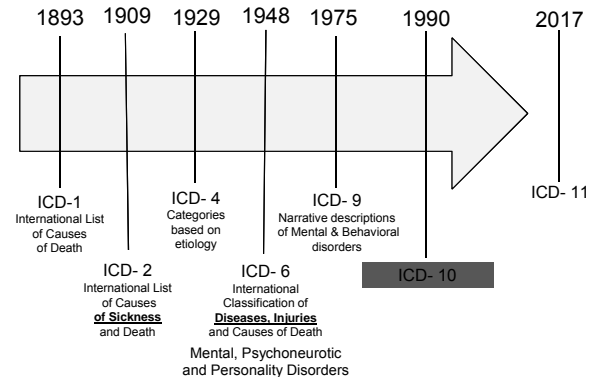 1893
1909
1929
1948
1975
1990
2017
ICD-1
International List
of Causes
of Death
ICD- 2
International List
of Causes
of Sickness
and Death
ICD- 4
Categories
based on
etiology
ICD- 6
International
Classification of
Diseases, Injuries
and Causes of Death
Mental, Psychoneurotic
and Personality Disorders
ICD- 9
Narrative descriptions
of Mental & Behavioral
disorders
ICD- 10
ICD- 11